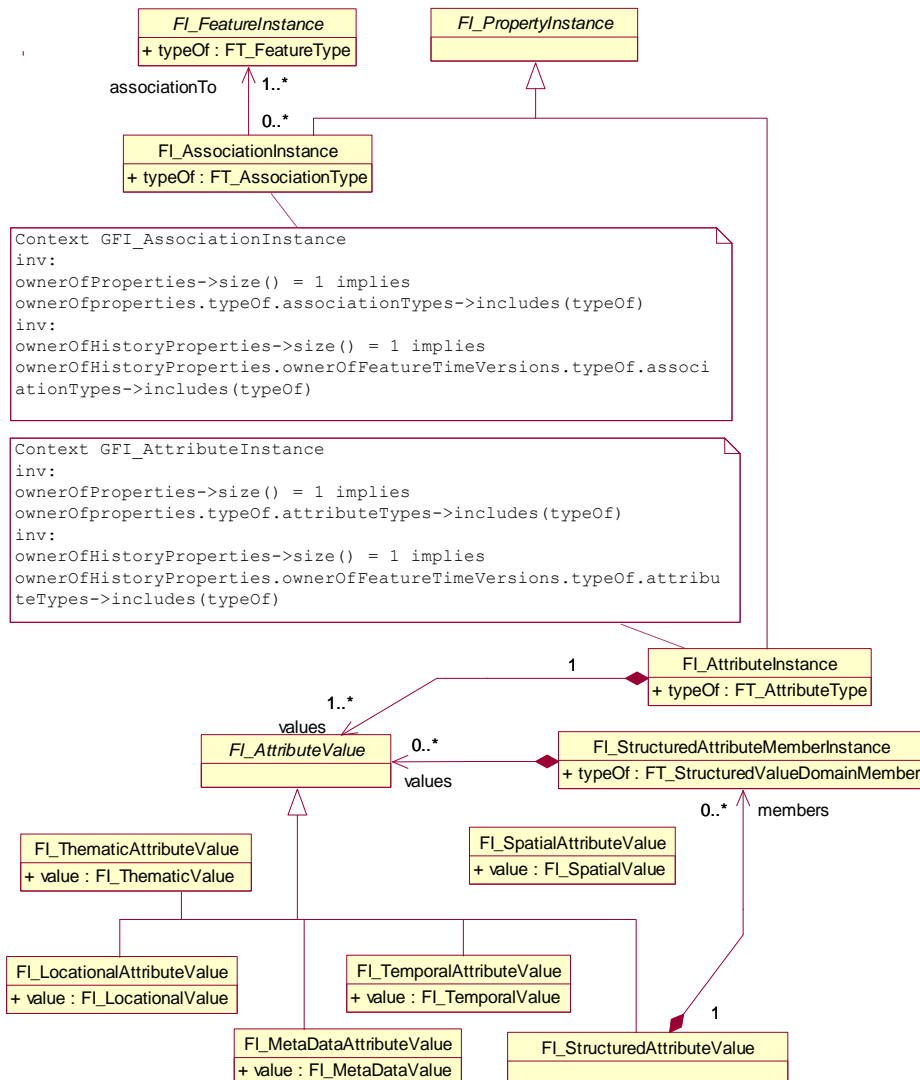 FI_FeatureInstance
+ typeOf : FT_FeatureType
FI_PropertyInstance
associationTo
1..*
0..*
FI_AssociationInstance
+ typeOf : FT_AssociationType
Context GFI_AssociationInstance
inv:
ownerOfProperties->size() = 1 implies
ownerOfproperties.typeOf.associationTypes->includes(typeOf)
inv:
ownerOfHistoryProperties->size() = 1 implies
ownerOfHistoryProperties.ownerOfFeatureTimeVersions.typeOf.associ
ationTypes->includes(typeOf)
Context GFI_AttributeInstance
inv:
ownerOfProperties->size() = 1 implies
ownerOfproperties.typeOf.attributeTypes->includes(typeOf)
inv:
ownerOfHistoryProperties->size() = 1 implies
ownerOfHistoryProperties.ownerOfFeatureTimeVersions.typeOf.attribu
teTypes->includes(typeOf)
FI_AttributeInstance
+ typeOf : FT_AttributeType
1
1..*
values
FI_AttributeValue
0..*
values
FI_StructuredAttributeMemberInstance
+ typeOf : FT_StructuredValueDomainMember
0..*
members
FI_ThematicAttributeValue
+ value : FI_ThematicValue
FI_SpatialAttributeValue
+ value : FI_SpatialValue
FI_LocationalAttributeValue
+ value : FI_LocationalValue
FI_TemporalAttributeValue
+ value : FI_TemporalValue
1
FI_MetaDataAttributeValue
+ value : FI_MetaDataValue
FI_StructuredAttributeValue